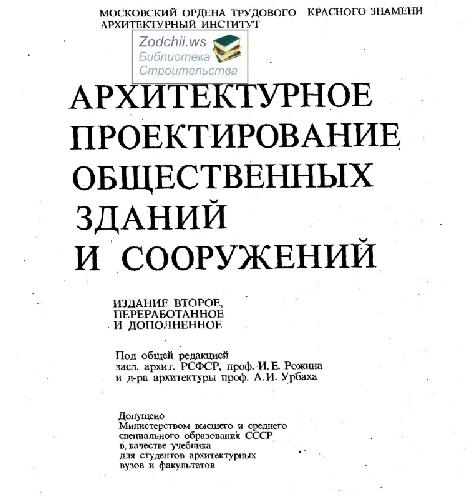 МОСКОВСКИЙ ОРДЕНА ТРУДОВОГО КРАСНОГО ЗНАМЕНИ
АРХИТЕКТУРНЫЙ ИНСТИТУТ
Zodchii.ws
Библиотека
Строительства
АРХИТЕКТУРНОЕ
ПРОЕКТИРОВАНИЕ
ОБЩЕСТВЕННЫХ
ЗДАНИЙ
И СООРУЖЕНИЙ
ИЗДАНИЕ ВТОРОЕ,
ПЕРЕРАБОТАННОЕ
И ДОПОЛНЕННОЕ
Под общей редакцией
засл. архит. РСФСР, проф. И.Е. Рожина
и д-ра архитектуры проф. А.И. Урбаха
Допущено
Министерством высшего и среднего
специального образования СССР
в качестве учебника
для студентов архитектурных
вузов и факультетов